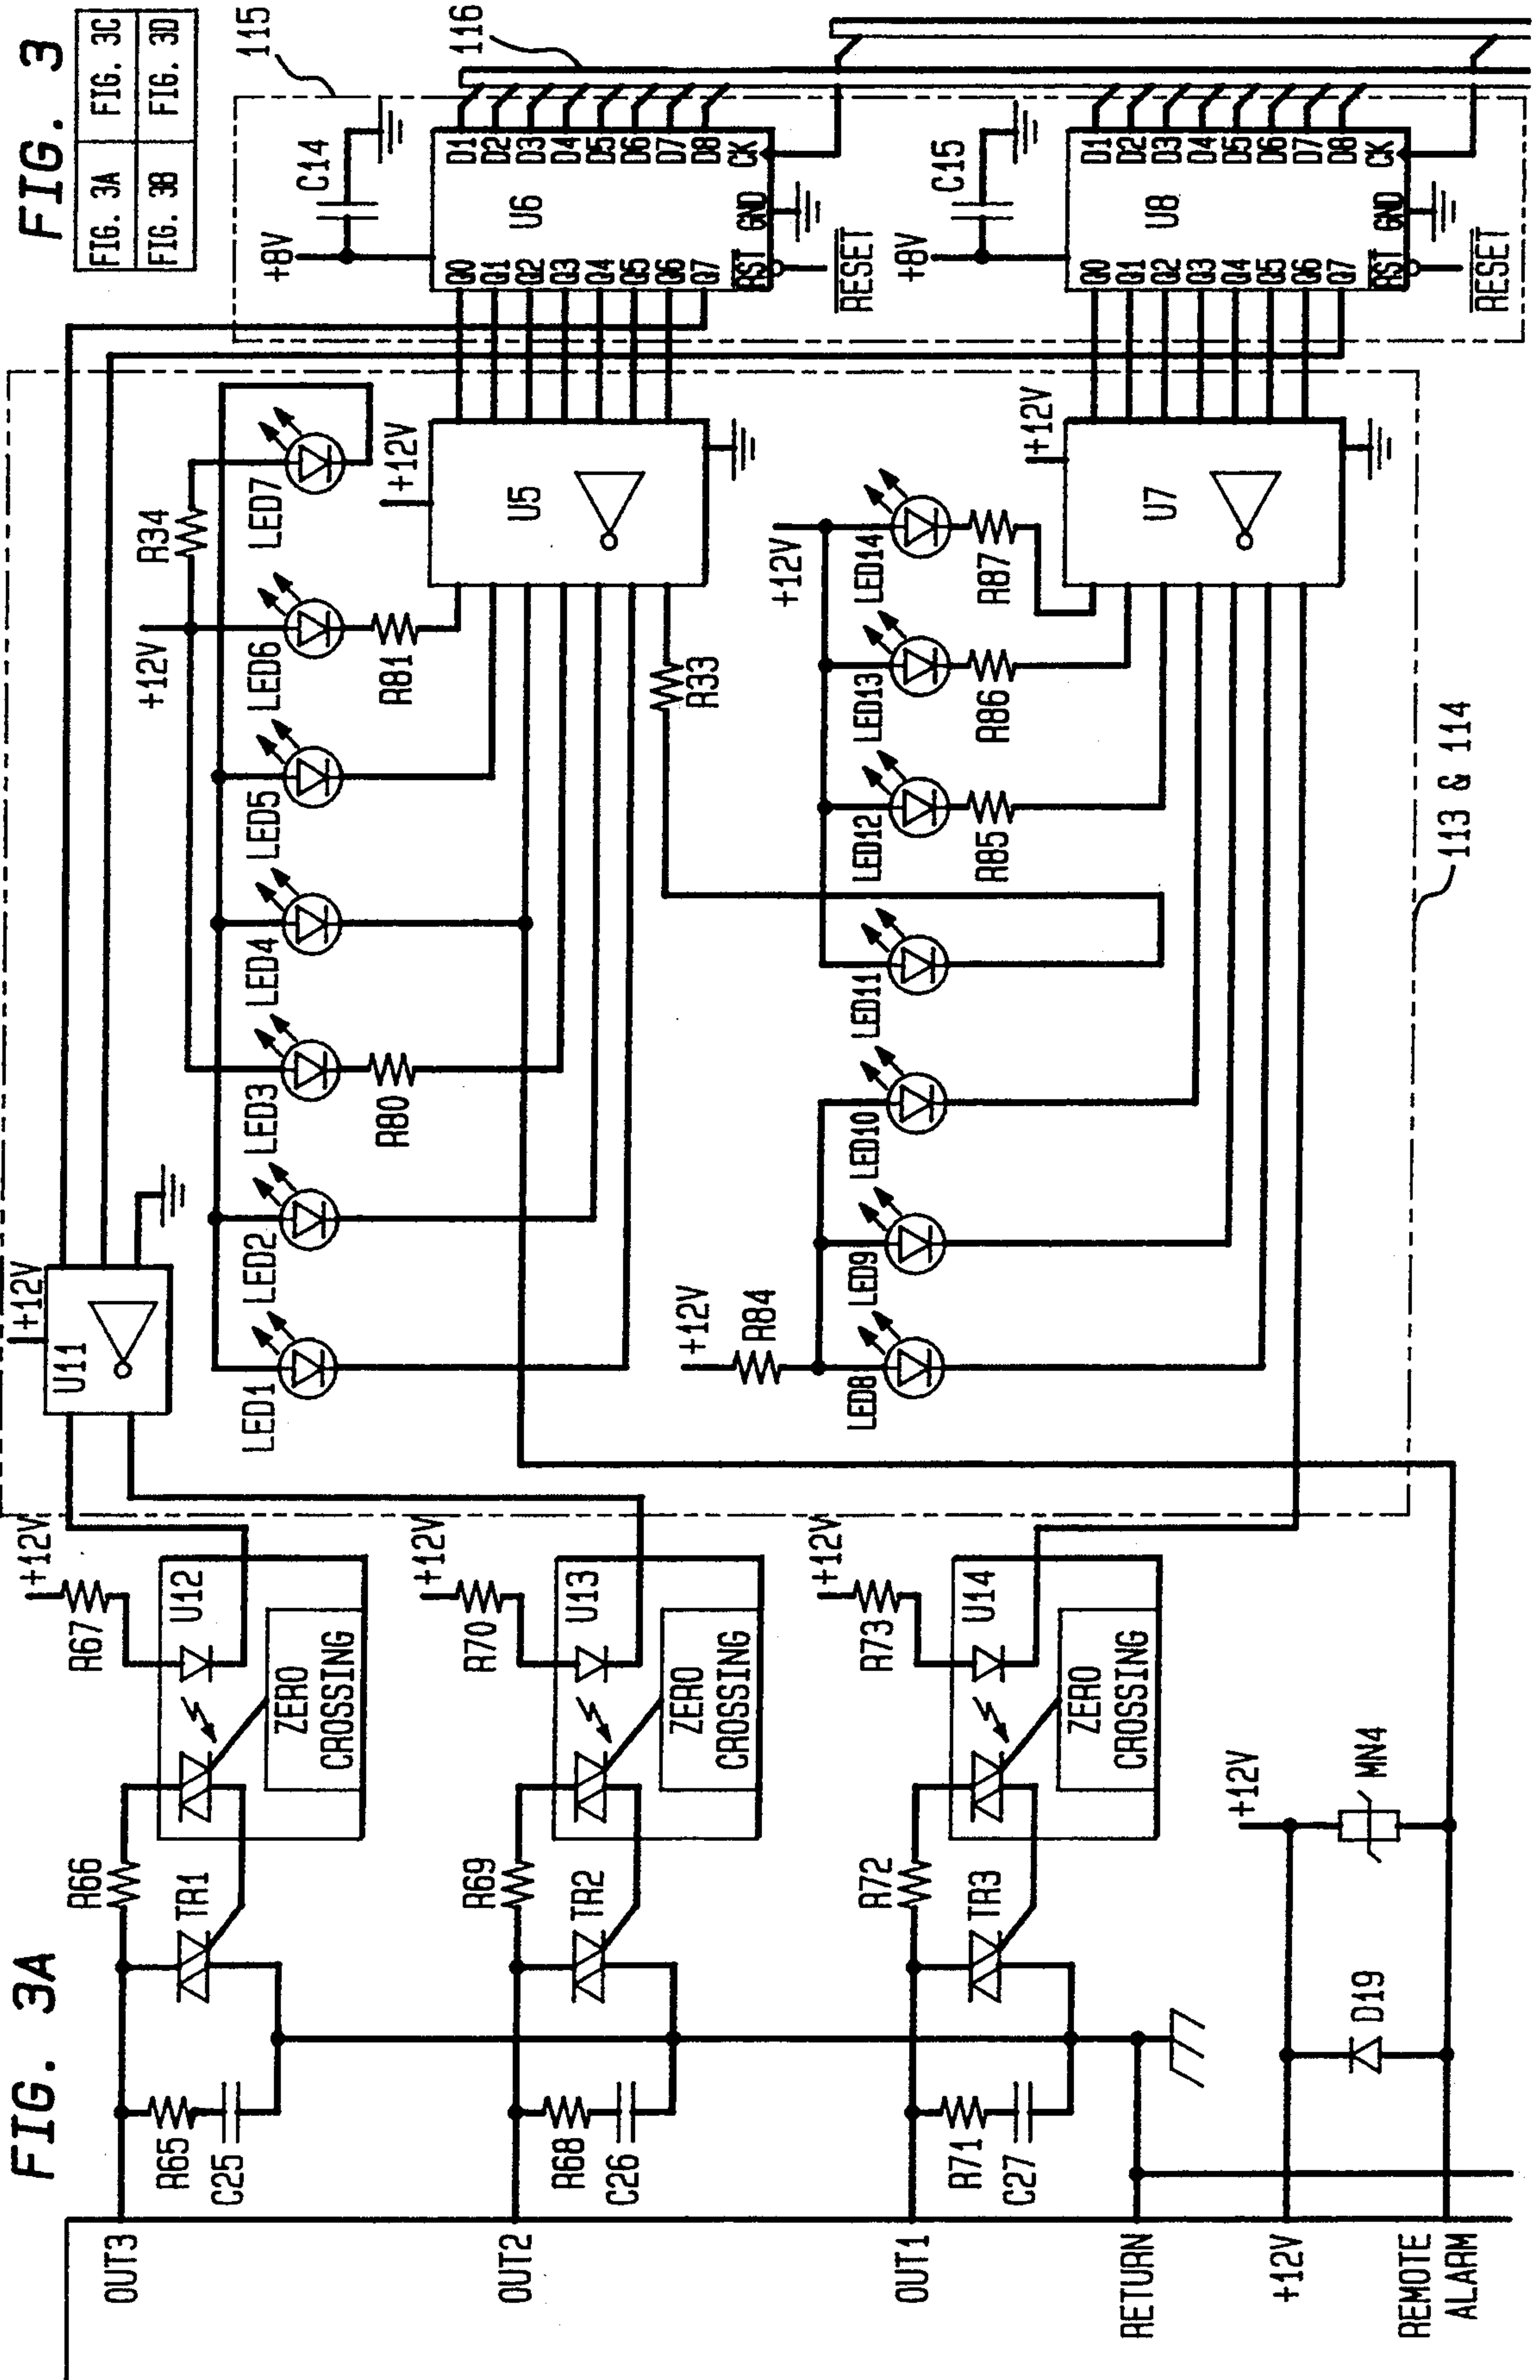 FIG. 3A
FIG. 3
FIG. 3A FIG. 3C
FIG. 3B FIG. 3D
OUT3
R65
C25
R66
TR1
+12V
R67
U12
ZERO
CROSSING
OUT2
R68
C26
R69
TR2
+12V
R70
U13
ZERO
CROSSING
OUT1
R71
C27
R72
TR3
+12V
R73
U14
ZERO
CROSSING
RETURN
+12V
D19
+12V
MN4
REMOTE
ALARM
+12V
U11
LED1
LED2
LED3
R80
LED4
LED5
+12V
LED6
R81
R34
LED7
+12V
U5
R33
+12V
R84
LED8
LED9
LED10
LED11
LED12
R85
LED13
R86
+12V
LED14
R87
+12V
U7
113 & 114
115
+8V
C14
U6
Q0 D1
Q1 D2
Q2 D3
Q3 D4
Q4 D5
Q5 D6
Q6 D7
Q7 D8
RST GND CK
RESET
116
+8V
C15
U8
Q0 D1
Q1 D2
Q2 D3
Q3 D4
Q4 D5
Q5 D6
Q6 D7
Q7 D8
RST GND CK
RESET